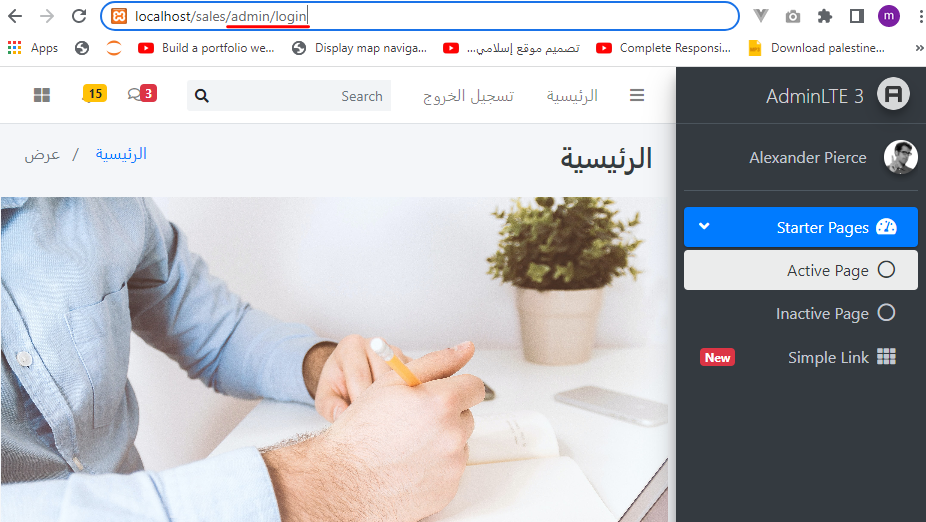 localhost/sales/admin/login
m
Apps
Build a portfolio we...
Display map naviga...
تصميم موقع إسلامي...
Complete Responsi...
Download palestine...
»
15
3
Search
تسجيل الخروج
الرئيسية
AdminLTE 3
الرئيسية / عرض
الرئيسية
Alexander Pierce
Starter Pages
Active Page
Inactive Page
Simple Link
New